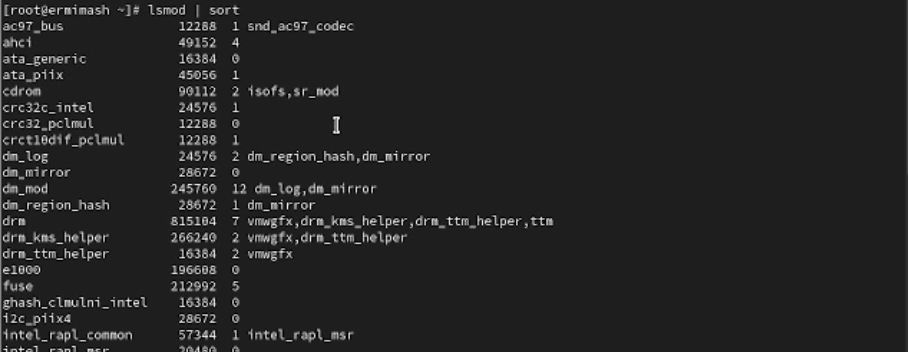 [root@ermimash ~]# lsmod | sort
ac97_bus 12288 1 snd_ac97_codec
ahci 49152 4
ata_generic 16384 0
ata_piix 45056 1
cdrom 90112 2 isofs,sr_mod
crc32c_intel 24576 1
crc32_pclmul 12288 0
crct10dif_pclmul 12288 1
dm_log 24576 2 dm_region_hash,dm_mirror
dm_mirror 28672 0
dm_mod 245760 12 dm_log,dm_mirror
dm_region_hash 28672 1 dm_mirror
drm 815104 7 vmwgfx,drm_kms_helper,drm_ttm_helper,ttm
drm_kms_helper 266240 2 vmwgfx,drm_ttm_helper
drm_ttm_helper 16384 2 vmwgfx
e1000 196608 0
fuse 212992 5
ghash_clmulni_intel 16384 0
i2c_piix4 28672 0
intel_rapl_common 57344 1 intel_rapl_msr
intel_rapl_msr 20480 0